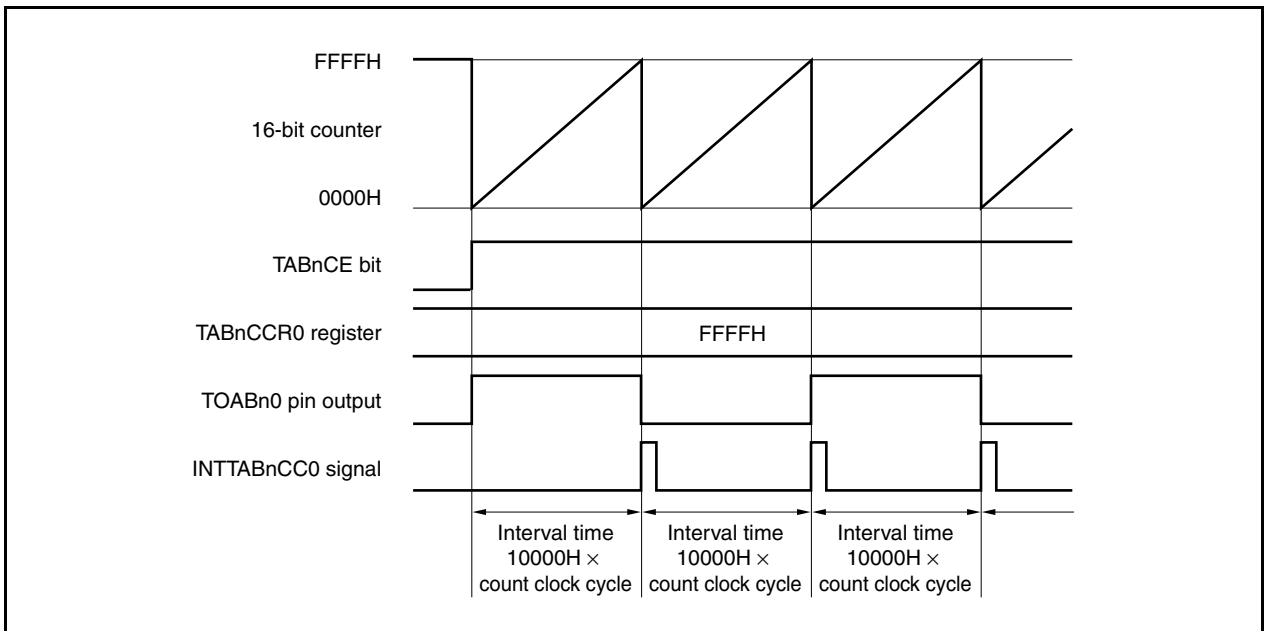 FFFFH
16-bit counter
0000H
TABnCE bit
TABnCCR0 register
FFFFH
TOABn0 pin output
INTTABnCC0 signal
Interval time
10000H ×
count clock cycle
Interval time
10000H ×
count clock cycle
Interval time
10000H ×
count clock cycle